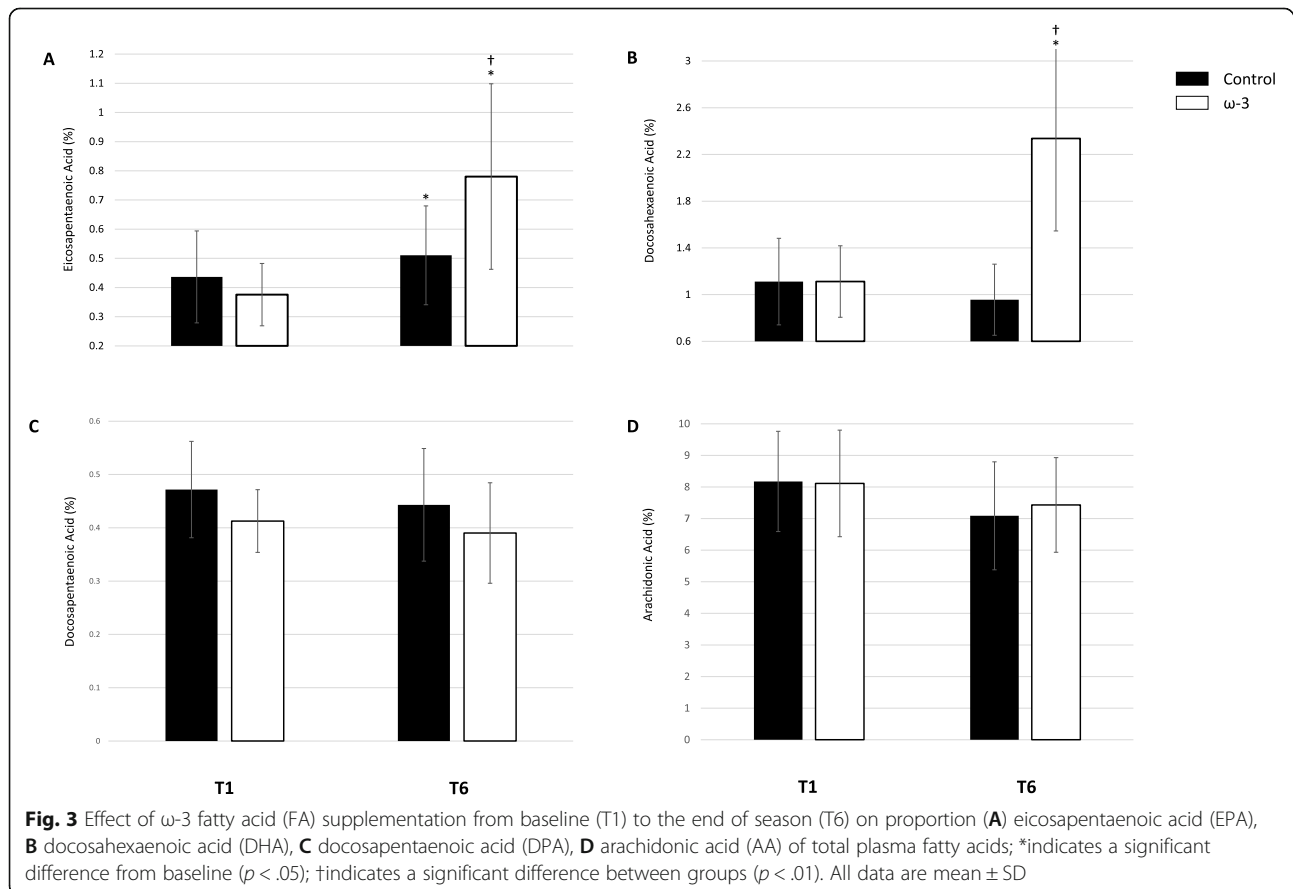 A
Eicosapentaenoic Acid (%)
1.2
1.1
1
0.9
0.8
0.7
0.6
0.5
0.4
0.3
0.2
*
†
*
B
Docosahexaenoic Acid (%)
3
2.6
2.2
1.8
1.4
1
0.6
†
*
Control
ω-3
C
Docosapentaenoic Acid (%)
0.6
0.5
0.4
0.3
0.2
0.1
0
T1 T6
D
Arachidonic Acid (%)
10
9
8
7
6
5
4
3
2
1
0
T1 T6
Fig. 3 Effect of ω-3 fatty acid (FA) supplementation from baseline (T1) to the end of season (T6) on proportion (A) eicosapentaenoic acid (EPA),
B docosahexaenoic acid (DHA), C docosapentaenoic acid (DPA), D arachidonic acid (AA) of total plasma fatty acids; *indicates a significant
difference from baseline (p < .05); †indicates a significant difference between groups (p < .01). All data are mean ± SD